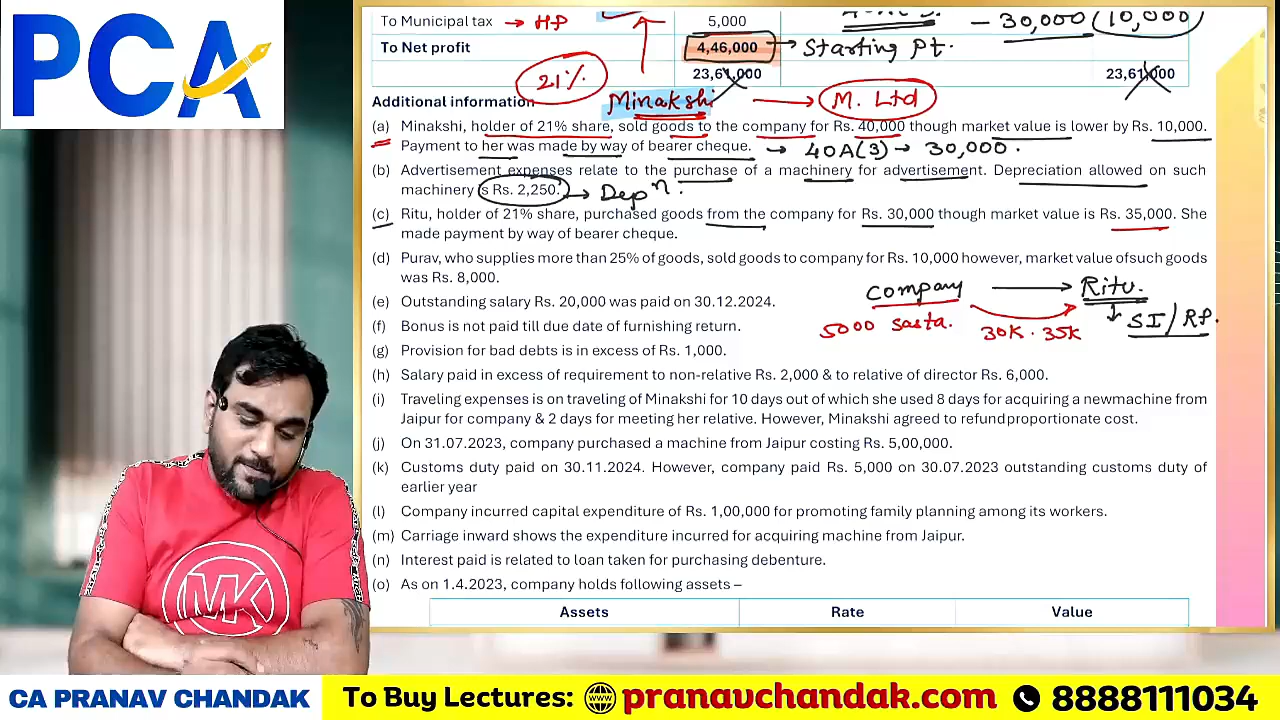 PCA
To Municipal tax → HP 5,000 - 30,000 (10,000)
To Net profit 4,46,000 → Starting Pt.
23,61,000 23,61,000
21%
Additional information Minakshi → M. Ltd
(a) Minakshi, holder of 21% share, sold goods to the company for Rs. 40,000 though market value is lower by Rs. 10,000.
Payment to her was made by way of bearer cheque. → 40A(3) → 30,000.
(b) Advertisement expenses relate to the purchase of a machinery for advertisement. Depreciation allowed on such
machinery is Rs. 2,250. → Depn.
(c) Ritu, holder of 21% share, purchased goods from the company for Rs. 30,000 though market value is Rs. 35,000. She
made payment by way of bearer cheque.
(d) Purav, who supplies more than 25% of goods, sold goods to company for Rs. 10,000 however, market value ofsuch goods
was Rs. 8,000.
Company → Ritu.
(e) Outstanding salary Rs. 20,000 was paid on 30.12.2024.
5000 sasta. 30K. 35K SI/RP.
(f) Bonus is not paid till due date of furnishing return.
(g) Provision for bad debts is in excess of Rs. 1,000.
(h) Salary paid in excess of requirement to non-relative Rs. 2,000 & to relative of director Rs. 6,000.
(i) Traveling expenses is on traveling of Minakshi for 10 days out of which she used 8 days for acquiring a newmachine from
Jaipur for company & 2 days for meeting her relative. However, Minakshi agreed to refundproportionate cost.
(j) On 31.07.2023, company purchased a machine from Jaipur costing Rs. 5,00,000.
(k) Customs duty paid on 30.11.2024. However, company paid Rs. 5,000 on 30.07.2023 outstanding customs duty of
earlier year
(l) Company incurred capital expenditure of Rs. 1,00,000 for promoting family planning among its workers.
(m) Carriage inward shows the expenditure incurred for acquiring machine from Jaipur.
(n) Interest paid is related to loan taken for purchasing debenture.
(o) As on 1.4.2023, company holds following assets –
Assets Rate Value
MK
CA PRANAV CHANDAK To Buy Lectures: pranavchandak.com 8888111034